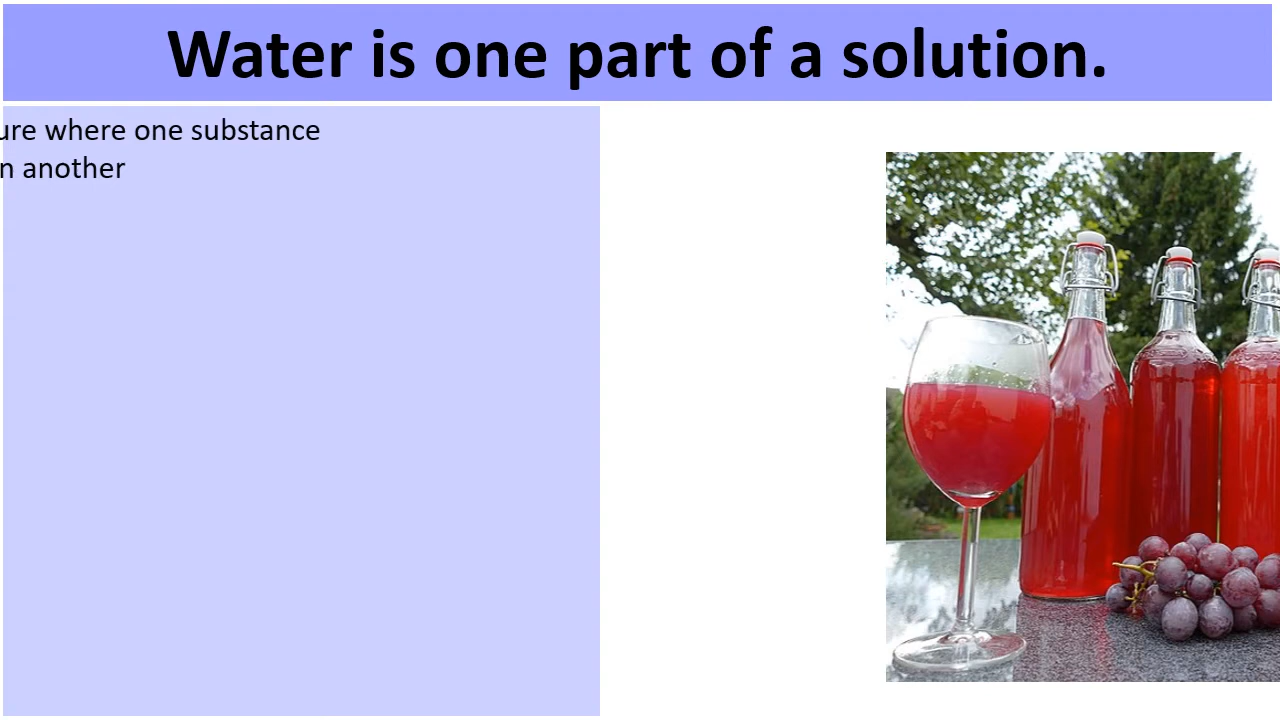 Water is one part of a solution.
ure where one substance
n another